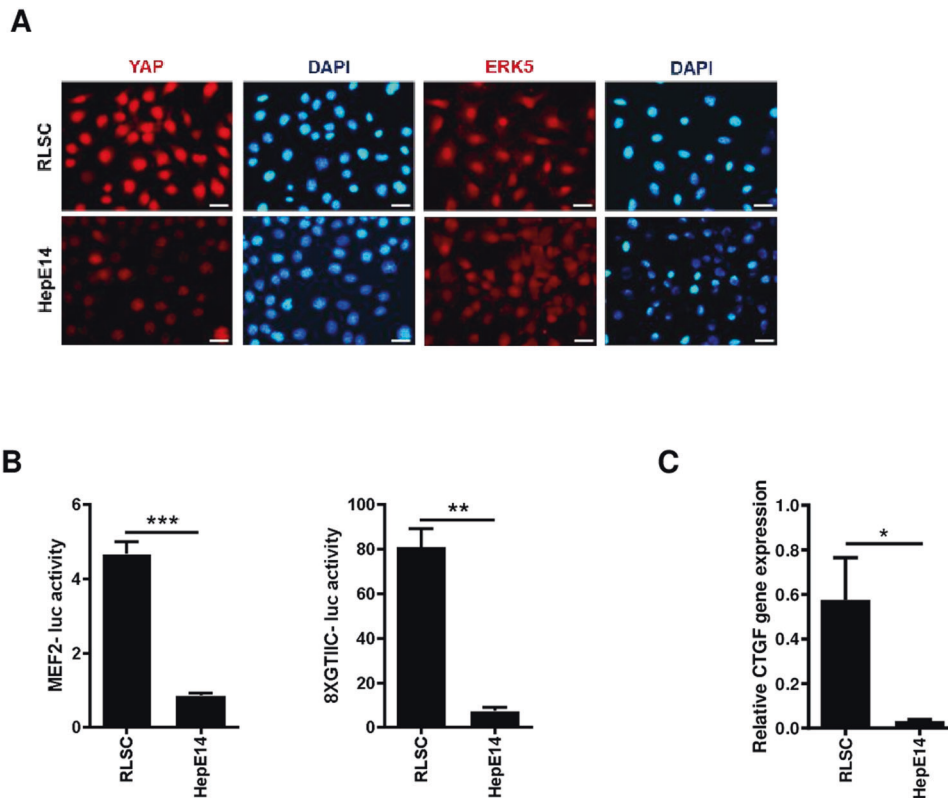 A
YAP DAPI ERK5 DAPI
RLSC
HepE14
B
MEF2- luc activity
6
4
2
0
***
RLSC
HepE14
8XGTIIC- luc activity
100
80
60
40
20
0
**
RLSC
HepE14
C
Relative CTGF gene expression
1.0
0.8
0.6
0.4
0.2
0.0
*
RLSC
HepE14